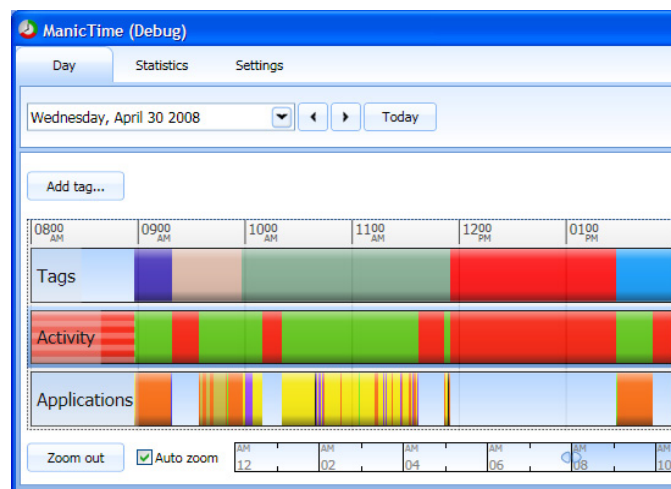 ManicTime (Debug)
Day Statistics Settings
Wednesday, April 30 2008 Today
Add tag...
0800 AM 0900 AM 1000 AM 1100 AM 1200 PM 0100 PM
Tags
Activity
Applications
Zoom out Auto zoom AM 12 02 AM 04 AM 06 AM 08 10